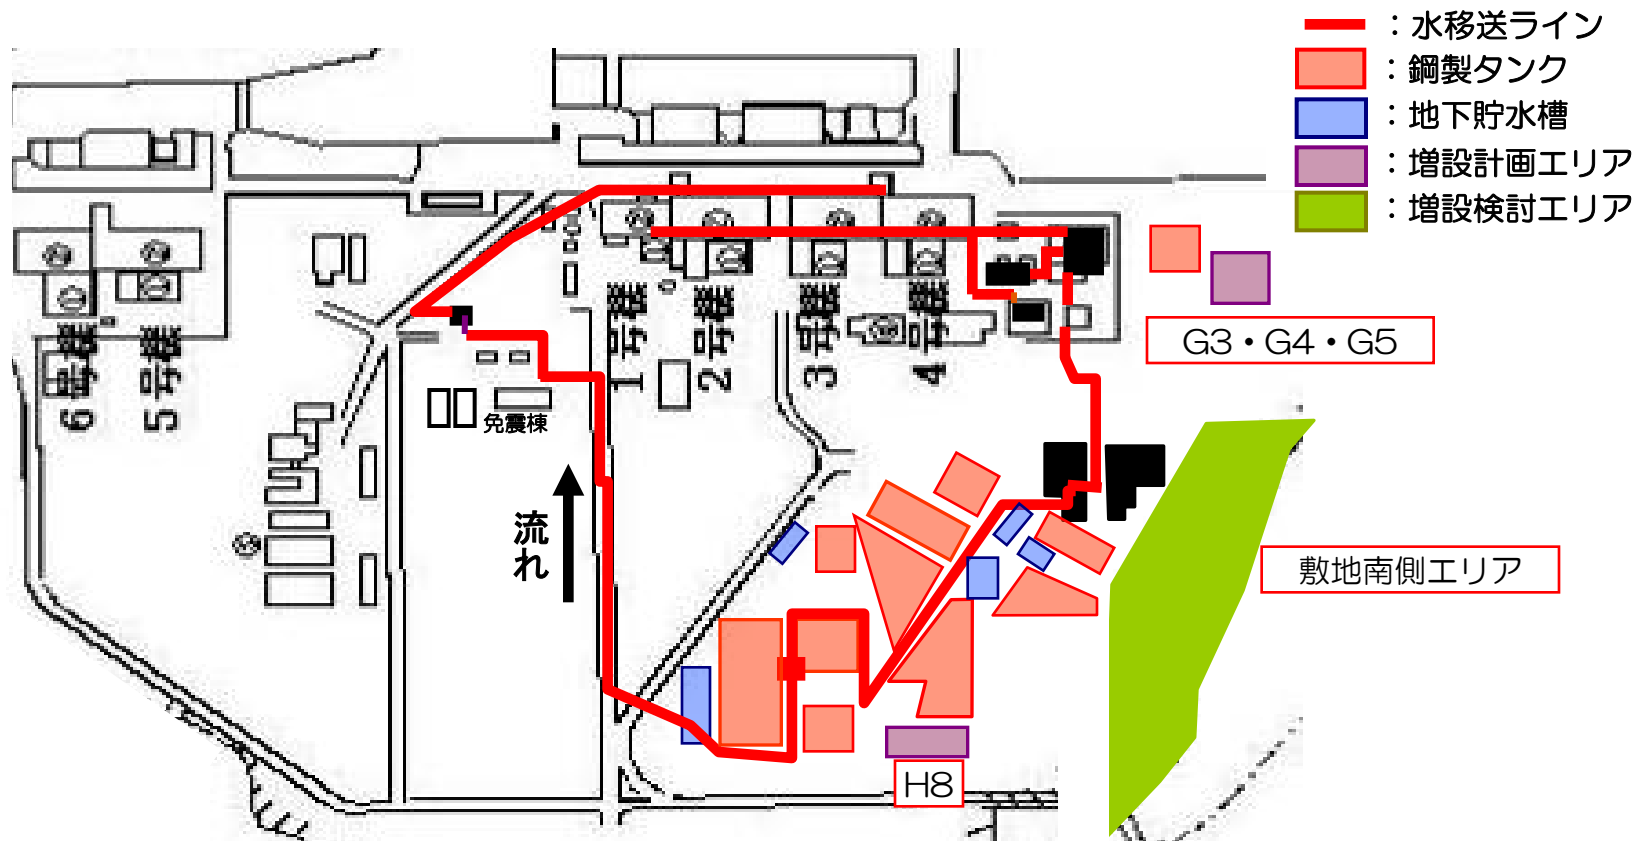 ：水移送ライン
：鋼製タンク
：地下貯水槽
：増設計画エリア
：増設検討エリア
G3・G4・G5
6号機
5号機
1号機
2号機
3号機
4号機
免震棟
流れ
敷地南側エリア
H8